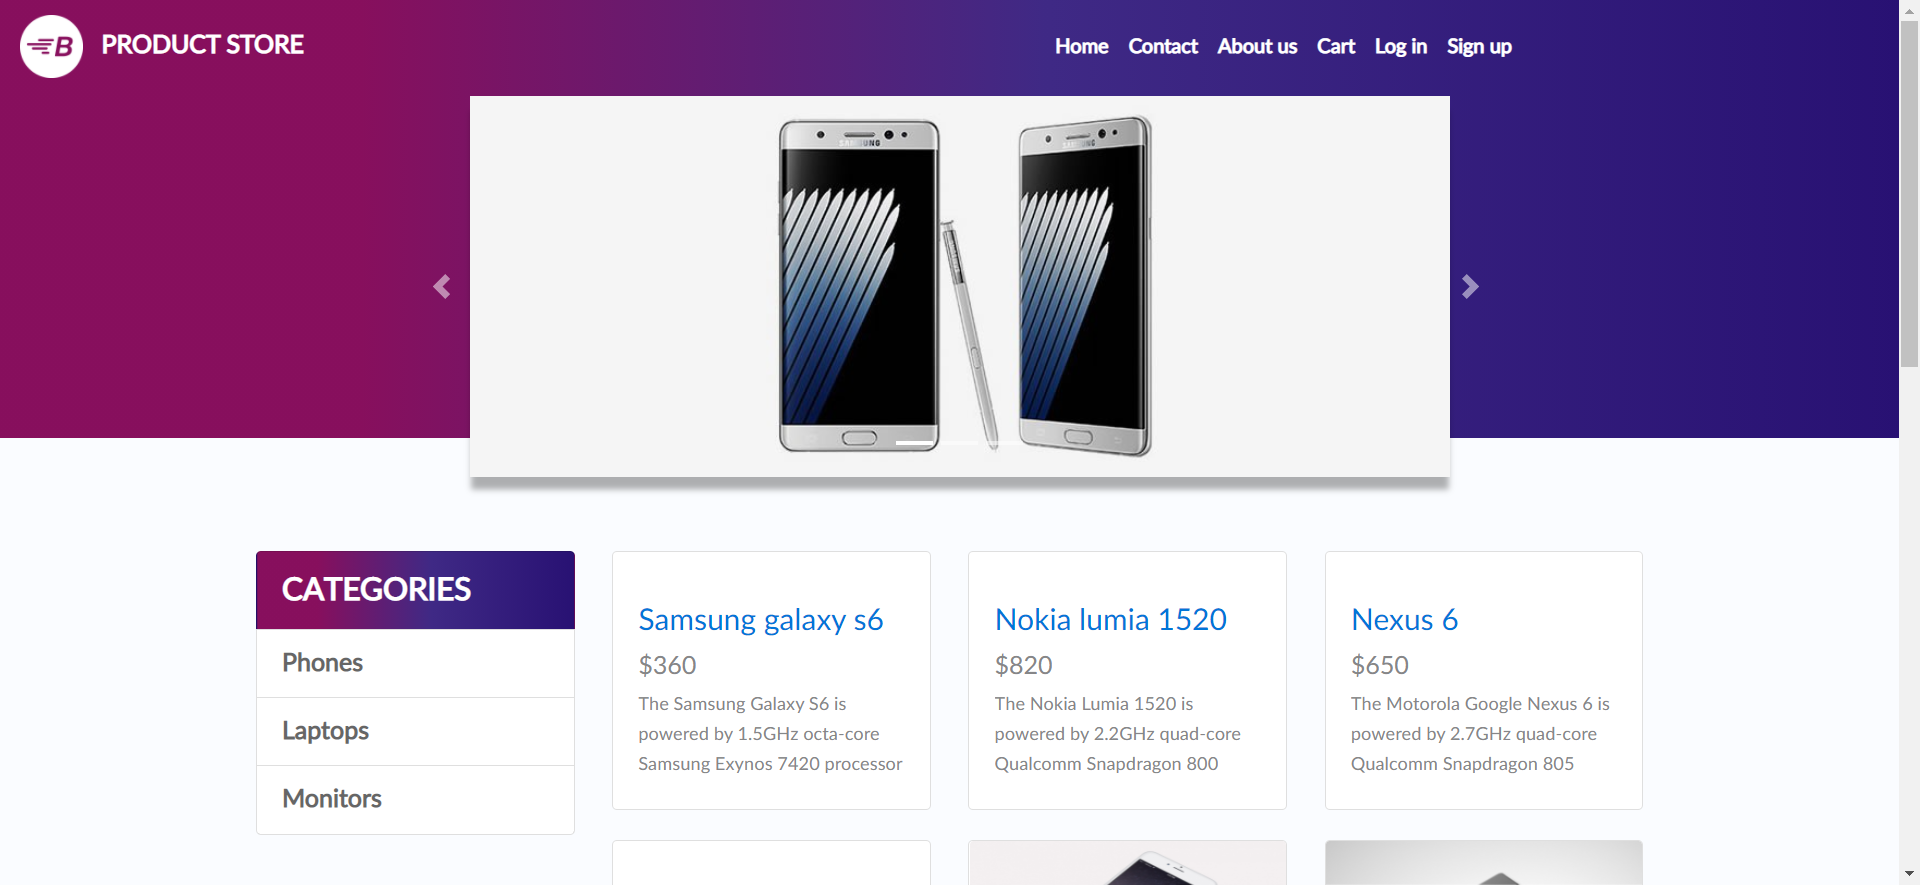 B PRODUCT STORE
Home Contact About us Cart Log in Sign up
SAMSUNG
CATEGORIES
Phones
Laptops
Monitors
Samsung galaxy s6
$360
The Samsung Galaxy S6 is
powered by 1.5GHz octa-core
Samsung Exynos 7420 processor
Nokia lumia 1520
$820
The Nokia Lumia 1520 is
powered by 2.2GHz quad-core
Qualcomm Snapdragon 800
Nexus 6
$650
The Motorola Google Nexus 6 is
powered by 2.7GHz quad-core
Qualcomm Snapdragon 805